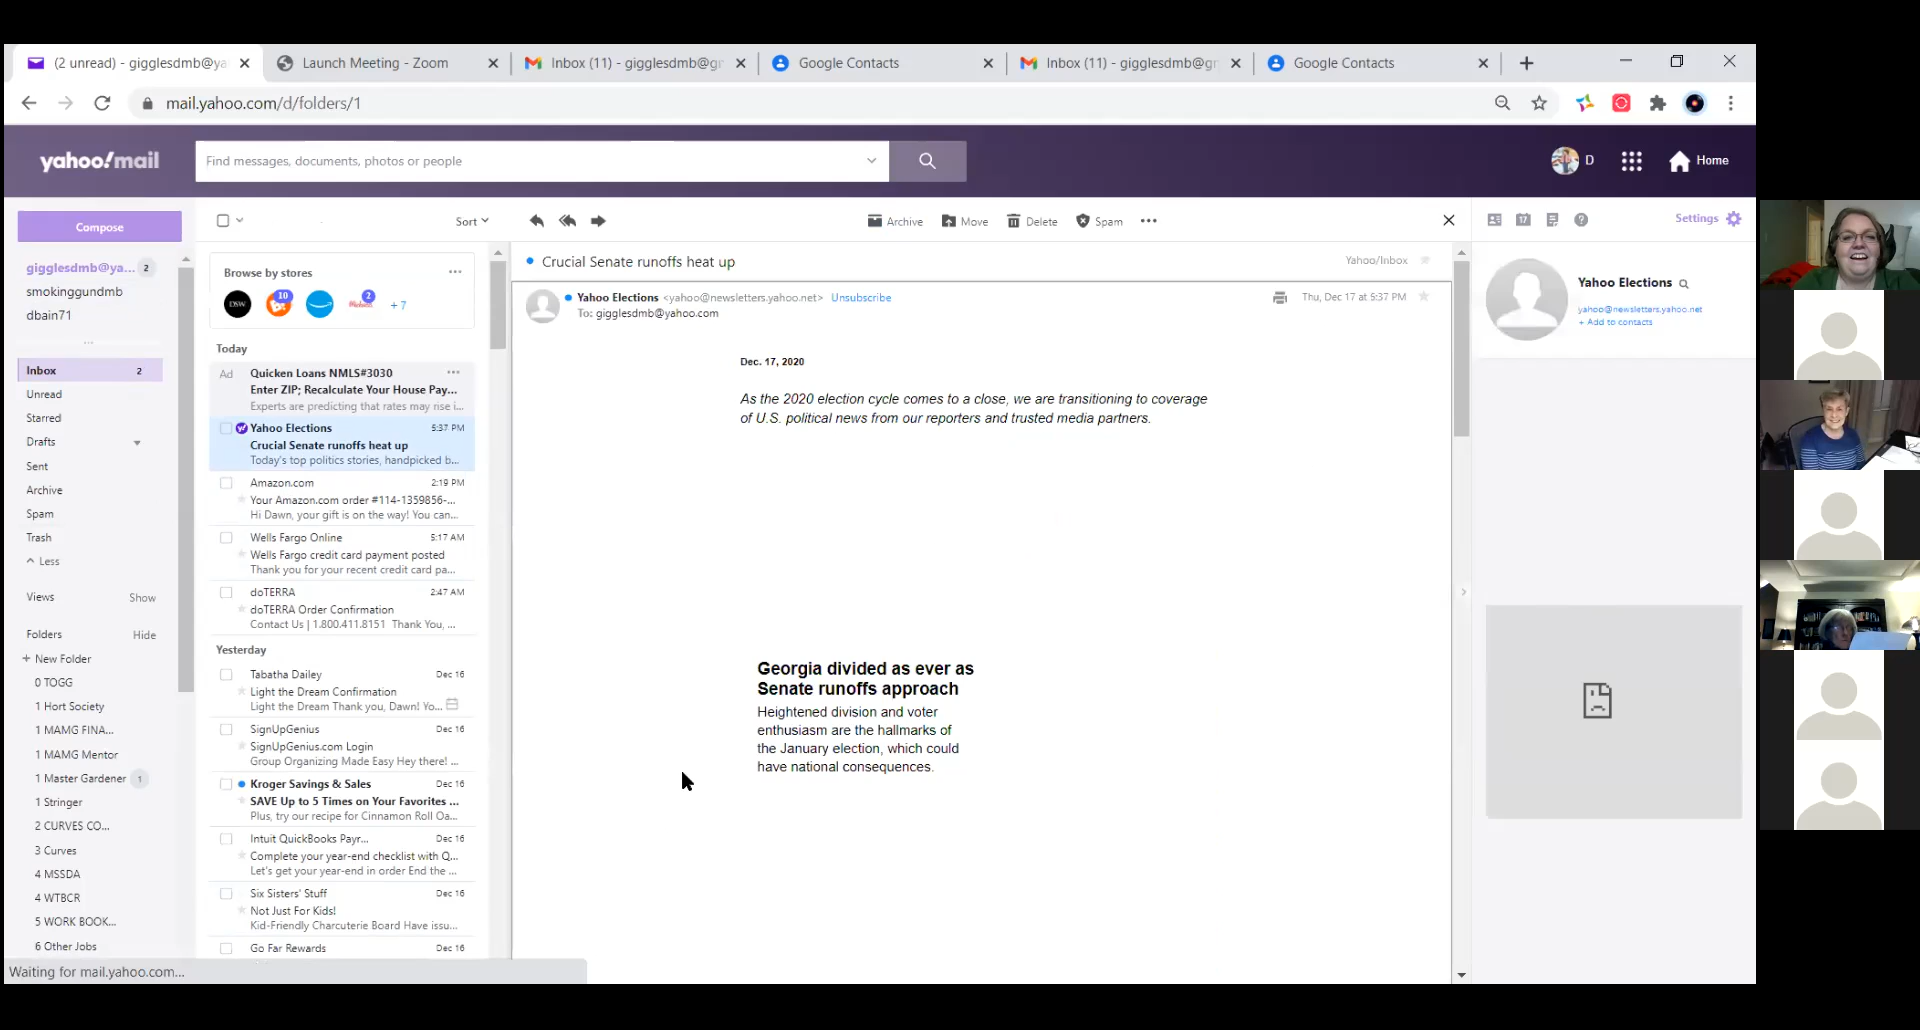 (2 unread) - gigglesdmb@ya
Launch Meeting - Zoom
Inbox (11) - gigglesdmb@gr
Google Contacts
Inbox (11) - gigglesdmb@gr
Google Contacts
mail.yahoo.com/d/folders/1
yahoo!mail
Find messages, documents, photos or people
D
Home
Compose
gigglesdmb@ya... 2
smokinggundmb
dbain71
Inbox 2
Unread
Starred
Drafts
Sent
Archive
Spam
Trash
Less
Views Show
Folders Hide
+ New Folder
0 TOGG
1 Hort Society
1 MAMG FINA...
1 MAMG Mentor
1 Master Gardener 1
1 Stringer
2 CURVES CO...
3 Curves
4 MSSDA
4 WTBCR
5 WORK BOOK...
6 Other Jobs
Waiting for mail.yahoo.com...
Sort
Browse by stores ...
DSW
10
2
+ 7
Today
Ad Quicken Loans NMLS#3030 ...
Enter ZIP; Recalculate Your House Pay...
Experts are predicting that rates may rise i...
Yahoo Elections 5:37 PM
Crucial Senate runoffs heat up
Today's top politics stories, handpicked b...
Amazon.com 2:19 PM
Your Amazon.com order #114-1359856-...
Hi Dawn, your gift is on the way! You can...
Wells Fargo Online 5:17 AM
Wells Fargo credit card payment posted
Thank you for your recent credit card pa...
doTERRA 2:47 AM
doTERRA Order Confirmation
Contact Us | 1.800.411.8151 Thank You, ...
Yesterday
Tabatha Dailey Dec 16
Light the Dream Confirmation
Light the Dream Thank you, Dawn! Yo...
SignUpGenius Dec 16
SignUpGenius.com Login
Group Organizing Made Easy Hey there! ...
Kroger Savings & Sales Dec 16
SAVE Up to 5 Times on Your Favorites ...
Plus, try our recipe for Cinnamon Roll Oa...
Intuit QuickBooks Payr... Dec 16
Complete your year-end checklist with Q...
Let's get your year-end in order End the ...
Six Sisters' Stuff Dec 16
Not Just For Kids!
Kid-Friendly Charcuterie Board Have issu...
Go Far Rewards Dec 16
Archive Move Delete Spam ...
Crucial Senate runoffs heat up Yahoo/Inbox
Yahoo Elections <yahoo@newsletters.yahoo.net> Unsubscribe Thu, Dec 17 at 5:37 PM
To: gigglesdmb@yahoo.com
Dec. 17, 2020
As the 2020 election cycle comes to a close, we are transitioning to coverage
of U.S. political news from our reporters and trusted media partners.
Georgia divided as ever as
Senate runoffs approach
Heightened division and voter
enthusiasm are the hallmarks of
the January election, which could
have national consequences.
17
Settings
Yahoo Elections
yahoo@newsletters.yahoo.net
+ Add to contacts